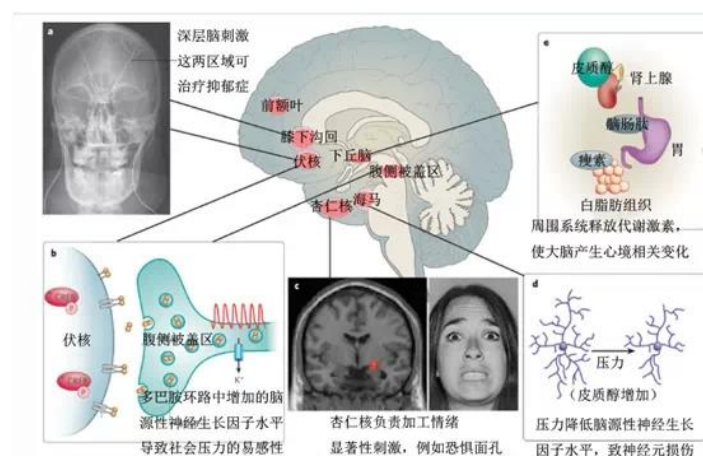 a
深层脑刺激
这两区域可
治疗抑郁症
前额叶
膝下沟回
伏核
下丘脑
腹侧被盖区
海马
杏仁核
e
皮质醇
肾上腺
脑肠肽
胃
瘦素
白脂肪组织
周围系统释放代谢激素，
使大脑产生心境相关变化
b
伏核
腹侧被盖区
K⁺
多巴胺环路中增加的脑
源性神经生长因子水平
导致社会压力的易感性
c
杏仁核负责加工情绪
显著性刺激，例如恐惧面孔
d
压力
（皮质醇增加）
压力降低脑源性神经生长
因子水平，致神经元损伤